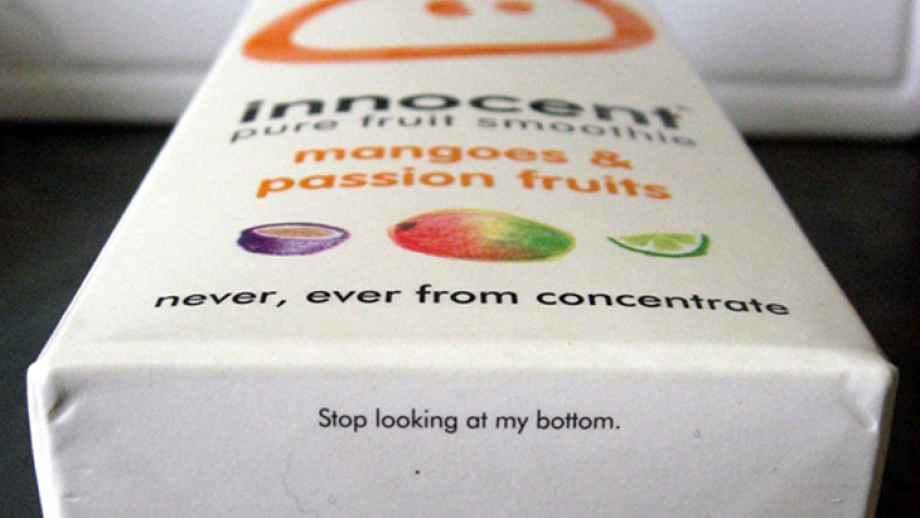 innocent
pure fruit smoothie
mangoes &
passion fruits
never, ever from concentrate
Stop looking at my bottom.